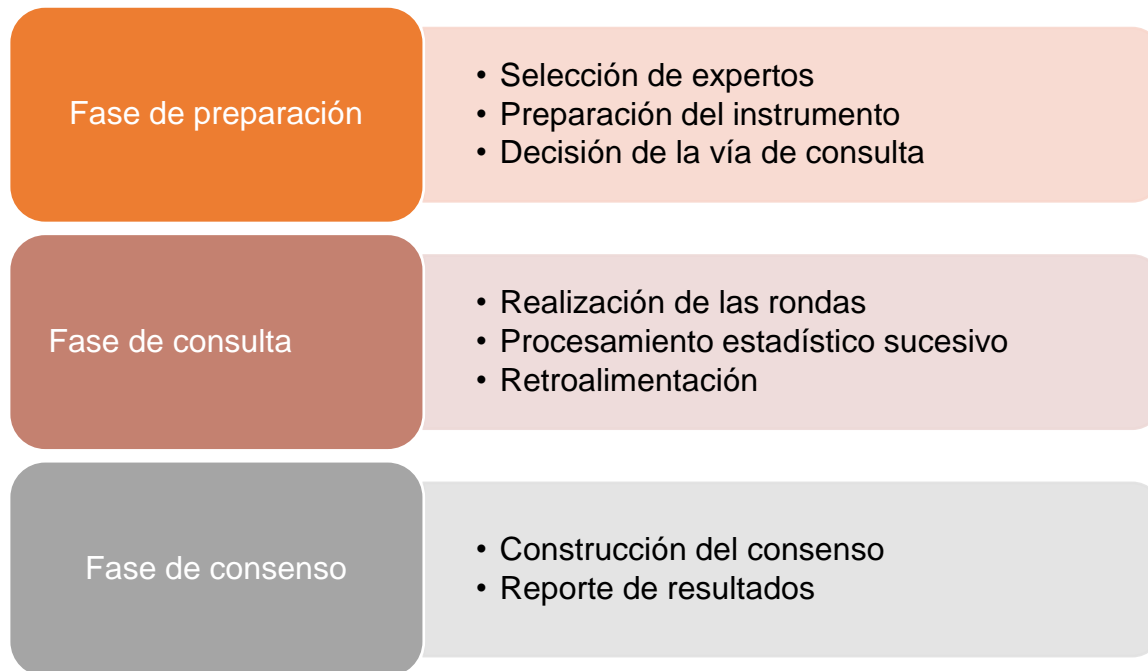 Fase de preparación
• Selección de expertos
• Preparación del instrumento
• Decisión de la vía de consulta
Fase de consulta
• Realización de las rondas
• Procesamiento estadístico sucesivo
• Retroalimentación
Fase de consenso
• Construcción del consenso
• Reporte de resultados